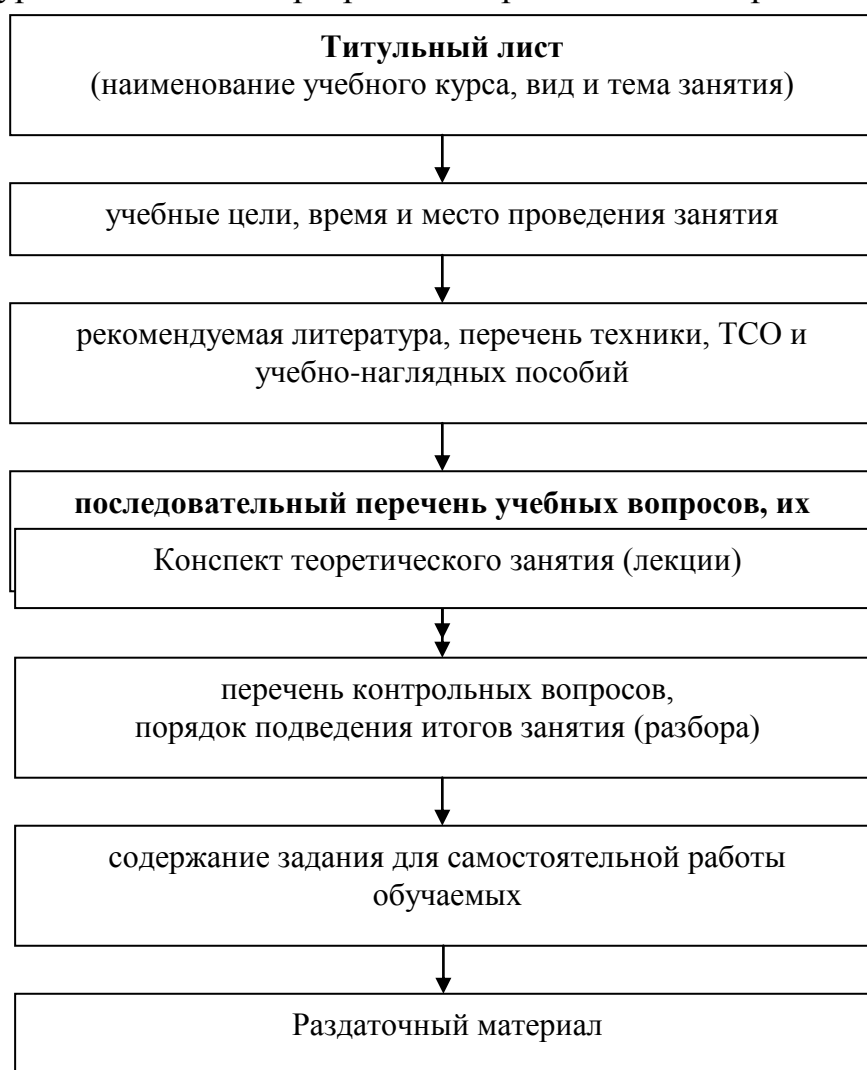 Титульный лист
(наименование учебного курса, вид и тема занятия)
учебные цели, время и место проведения занятия
рекомендуемая литература, перечень техники, ТСО и
учебно-наглядных пособий
последовательный перечень учебных вопросов, их
Конспект теоретического занятия (лекции)
перечень контрольных вопросов,
порядок подведения итогов занятия (разбора)
содержание задания для самостоятельной работы
обучаемых
Раздаточный материал